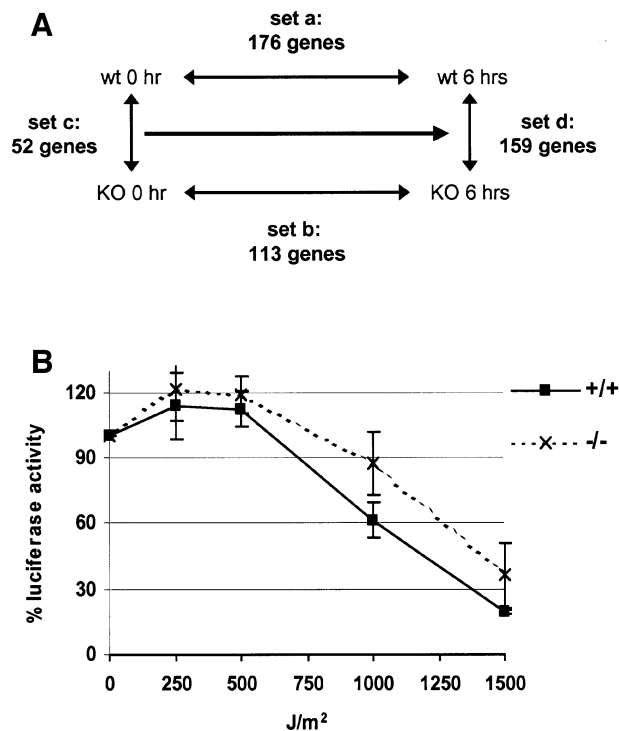 A
set a:
176 genes
wt 0 hr
wt 6 hrs
set c:
52 genes
set d:
159 genes
KO 0 hr
KO 6 hrs
set b:
113 genes
B
120
90
60
30
0
% luciferase activity
0 250 500 750 1000 1250 1500
J/m²
+/+
-/-